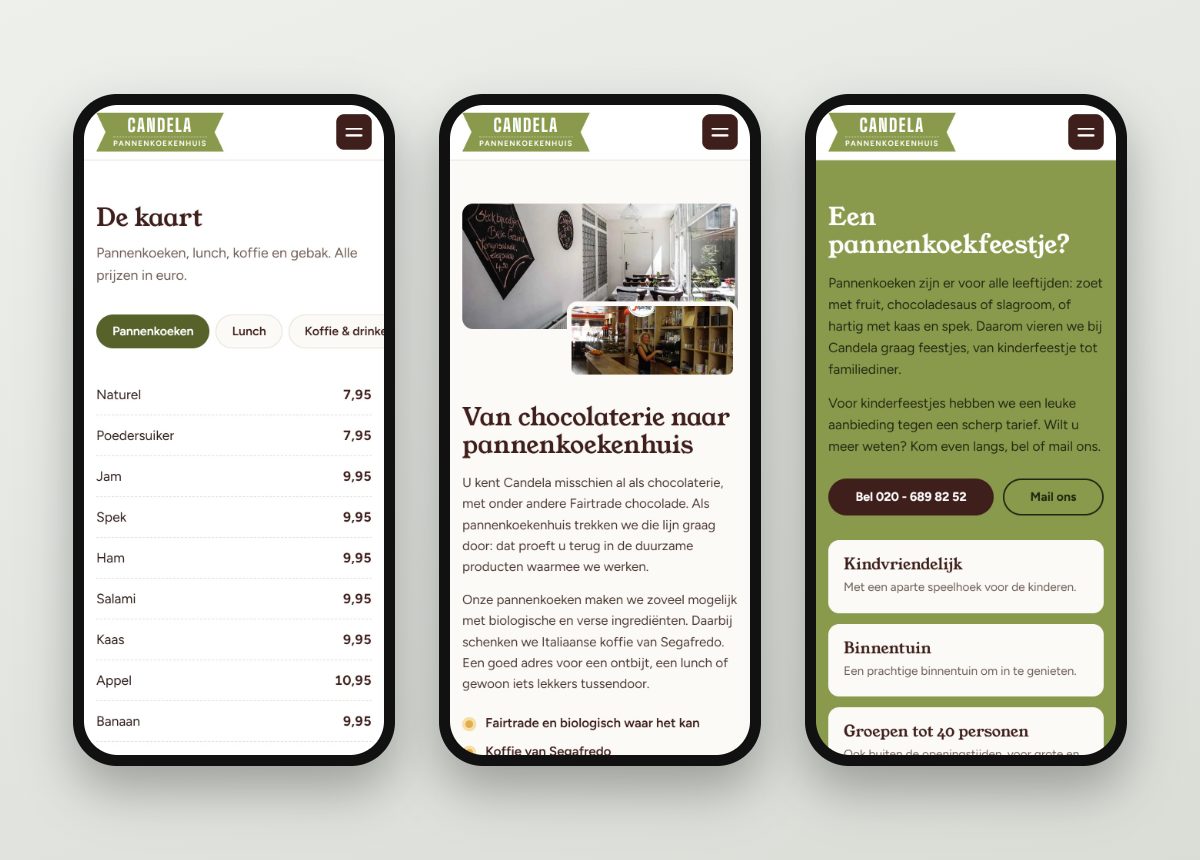 CANDELA
PANNENKOEKENHUIS
De kaart
Pannenkoeken, lunch, koffie en gebak. Alle
prijzen in euro.
Pannenkoeken
Lunch
Koffie & drinke
Naturel 7,95
Poedersuiker 7,95
Jam 9,95
Spek 9,95
Ham 9,95
Salami 9,95
Kaas 9,95
Appel 10,95
Banaan 9,95
CANDELA
PANNENKOEKENHUIS
Van chocolaterie naar
pannenkoekenhuis
U kent Candela misschien al als chocolaterie,
met onder andere Fairtrade chocolade. Als
pannenkoekenhuis trekken we die lijn graag
door: dat proeft u terug in de duurzame
producten waarmee we werken.
Onze pannenkoeken maken we zoveel mogelijk
met biologische en verse ingrediënten. Daarbij
schenken we Italiaanse koffie van Segafredo.
Een goed adres voor een ontbijt, een lunch of
gewoon iets lekkers tussendoor.
Fairtrade en biologisch waar het kan
Koffie van Segafredo
CANDELA
PANNENKOEKENHUIS
Een
pannenkoekfeestje?
Pannenkoeken zijn er voor alle leeftijden: zoet
met fruit, chocoladesaus of slagroom, of
hartig met kaas en spek. Daarom vieren we bij
Candela graag feestjes, van kinderfeestje tot
familiediner.
Voor kinderfeestjes hebben we een leuke
aanbieding tegen een scherp tarief. Wilt u
meer weten? Kom even langs, bel of mail ons.
Bel 020 - 689 82 52
Mail ons
Kindvriendelijk
Met een aparte speelhoek voor de kinderen.
Binnentuin
Een prachtige binnentuin om in te genieten.
Groepen tot 40 personen
Ook buiten de openingstijden, voor grote en